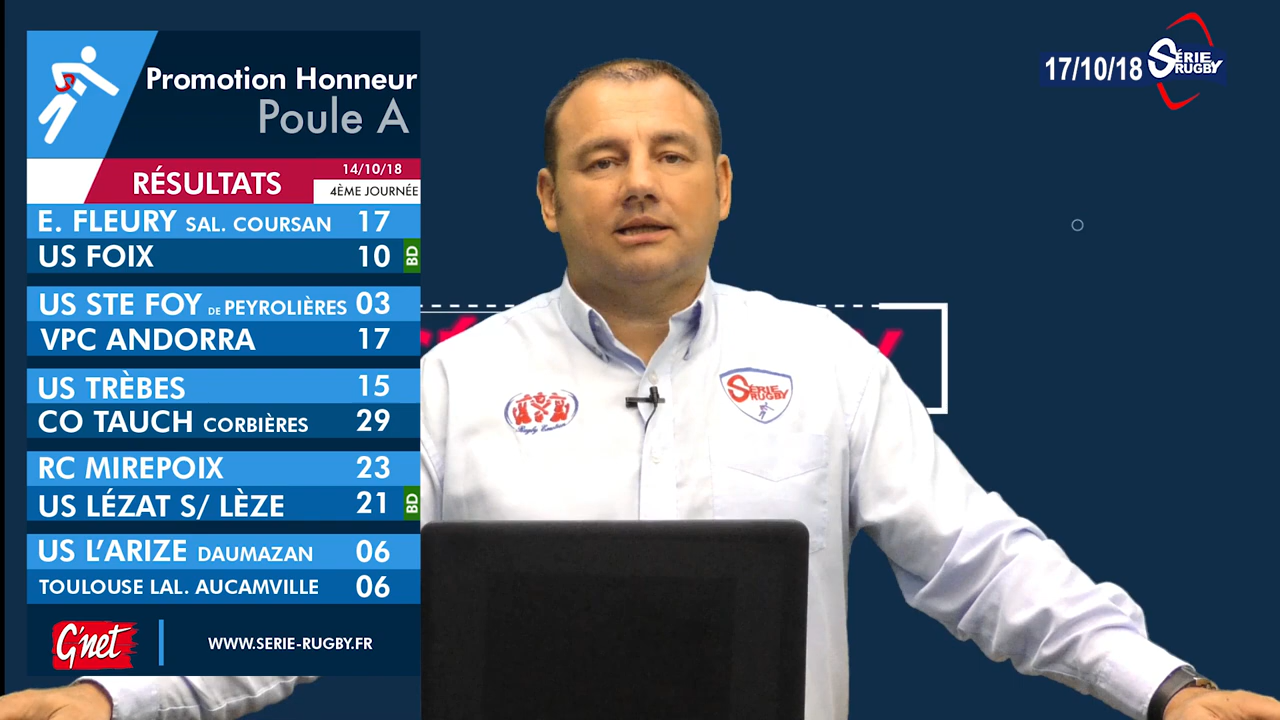 Promotion Honneur
Poule A
RÉSULTATS
14/10/18
4ÈME JOURNÉE
E. FLEURY SAL. COURSAN 17
US FOIX 10 BD
US STE FOY DE PEYROLIÈRES 03
VPC ANDORRA 17
US TRÈBES 15
CO TAUCH CORBIÈRES 29
RC MIREPOIX 23
US LÉZAT S/ LÈZE 21 BD
US L'ARIZE DAUMAZAN 06
TOULOUSE LAL. AUCAMVILLE 06
G'net
WWW.SERIE-RUGBY.FR
17/10/18
SÉRIE
RUGBY
SÉRIE
RUGBY